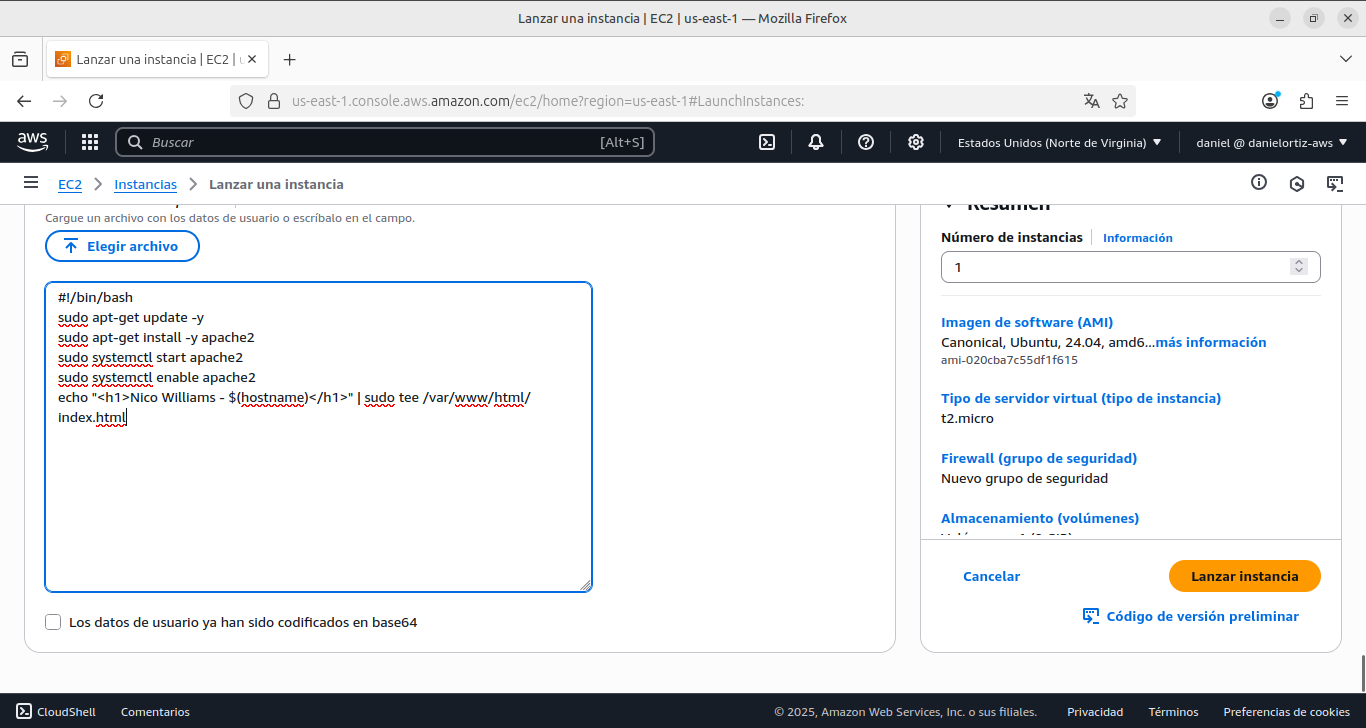 Lanzar una instancia | EC2 | us-east-1 — Mozilla Firefox
Lanzar una instancia | EC2 |
us-east-1.console.aws.amazon.com/ec2/home?region=us-east-1#LaunchInstances:
aws
Buscar
[Alt+S]
Estados Unidos (Norte de Virginia)
daniel @ danielortiz-aws
EC2
Instancias
Lanzar una instancia
Cargue un archivo con los datos de usuario o escríbalo en el campo.
Elegir archivo
#!/bin/bash
sudo apt-get update -y
sudo apt-get install -y apache2
sudo systemctl start apache2
sudo systemctl enable apache2
echo "<h1>Nico Williams - $(hostname)</h1>" | sudo tee /var/www/html/
index.html
Los datos de usuario ya han sido codificados en base64
Resumen
Número de instancias
Información
1
Imagen de software (AMI)
Canonical, Ubuntu, 24.04, amd6...más información
ami-020cba7c55df1f615
Tipo de servidor virtual (tipo de instancia)
t2.micro
Firewall (grupo de seguridad)
Nuevo grupo de seguridad
Almacenamiento (volúmenes)
Cancelar
Lanzar instancia
Código de versión preliminar
CloudShell
Comentarios
© 2025, Amazon Web Services, Inc. o sus filiales.
Privacidad
Términos
Preferencias de cookies